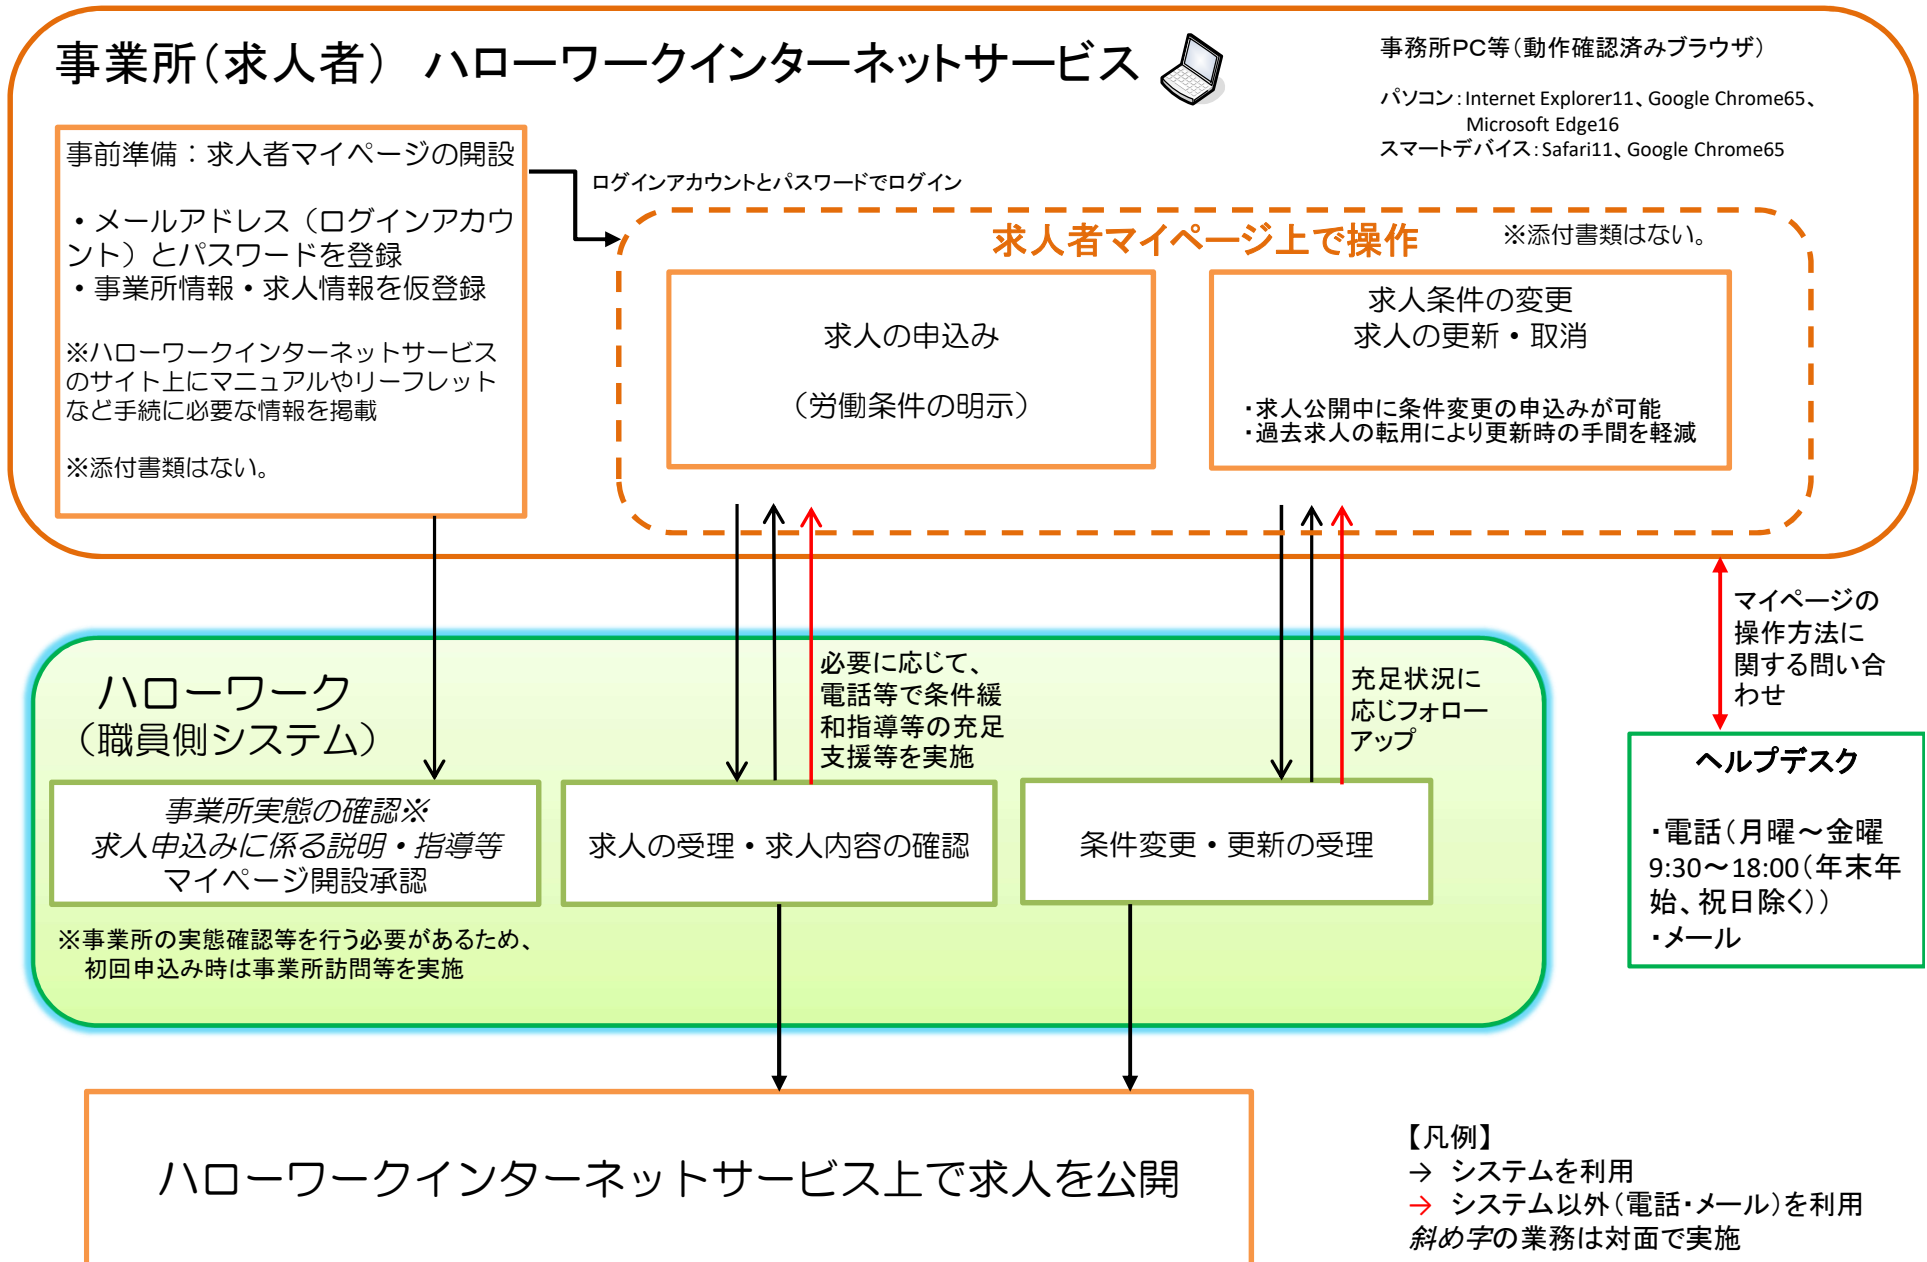 事業所（求人者）　ハローワークインターネットサービス
事務所PC等（動作確認済みブラウザ）
パソコン：Internet Explorer11、Google Chrome65、
Microsoft Edge16
スマートデバイス：Safari11、Google Chrome65
事前準備：求人者マイページの開設
・メールアドレス（ログインアカウ
ント）とパスワードを登録
・事業所情報・求人情報を仮登録
※ハローワークインターネットサービス
のサイト上にマニュアルやリーフレット
など手続に必要な情報を掲載
※添付書類はない。
ログインアカウントとパスワードでログイン
求人者マイページ上で操作
※添付書類はない。
求人の申込み
（労働条件の明示）
求人条件の変更
求人の更新・取消
・求人公開中に条件変更の申込みが可能
・過去求人の転用により更新時の手間を軽減
マイページの
操作方法に
関する問い合
わせ
ハローワーク
（職員側システム）
必要に応じて、
電話等で条件緩
和指導等の充足
支援等を実施
充足状況に
応じフォロー
アップ
事業所実態の確認※
求人申込みに係る説明・指導等
マイページ開設承認
求人の受理・求人内容の確認
条件変更・更新の受理
※事業所の実態確認等を行う必要があるため、
初回申込み時は事業所訪問等を実施
ヘルプデスク
・電話（月曜～金曜
9:30～18:00（年末年
始、祝日除く））
・メール
ハローワークインターネットサービス上で求人を公開
【凡例】
→　システムを利用
→　システム以外（電話・メール）を利用
斜め字の業務は対面で実施